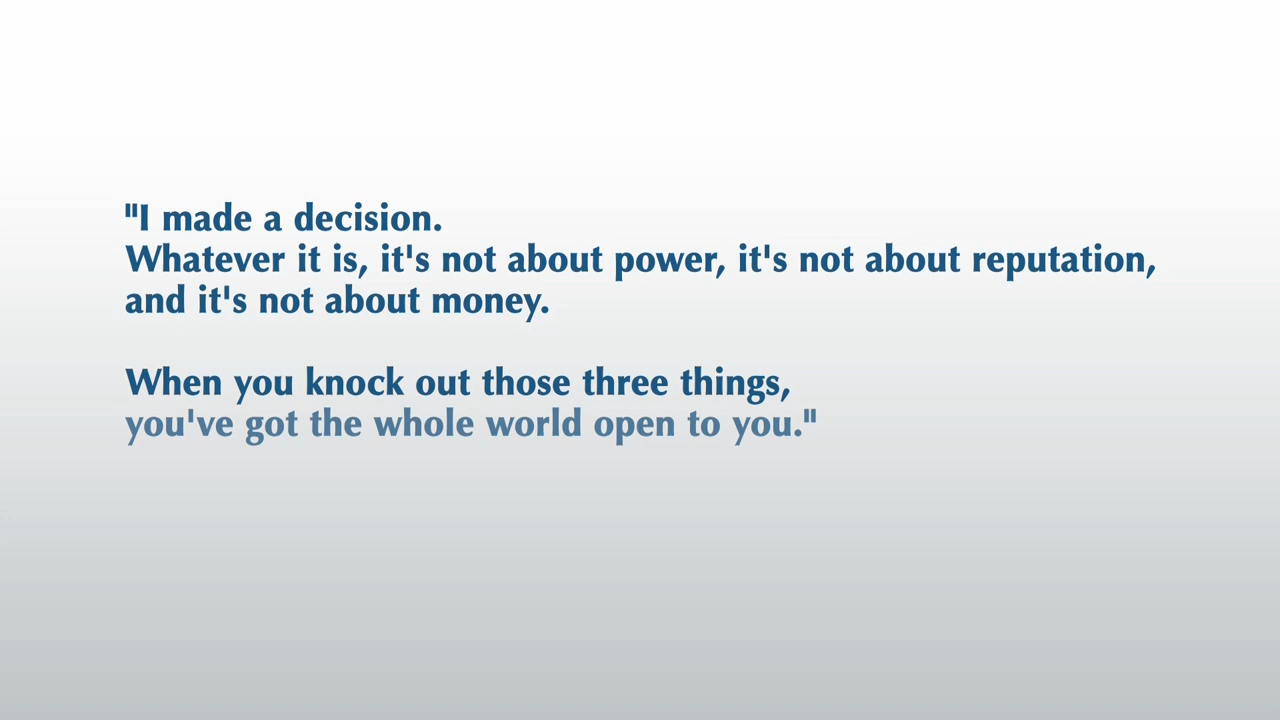 "I made a decision.
Whatever it is, it's not about power, it's not about reputation,
and it's not about money.
When you knock out those three things,
you've got the whole world open to you."